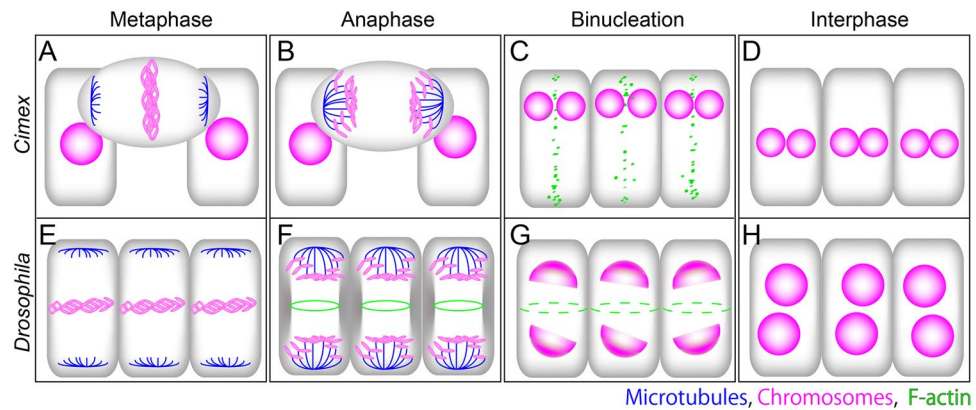 Metaphase Anaphase Binucleation Interphase
Cimex
A B C D
Drosophila
E F G H
Microtubules, Chromosomes, F-actin